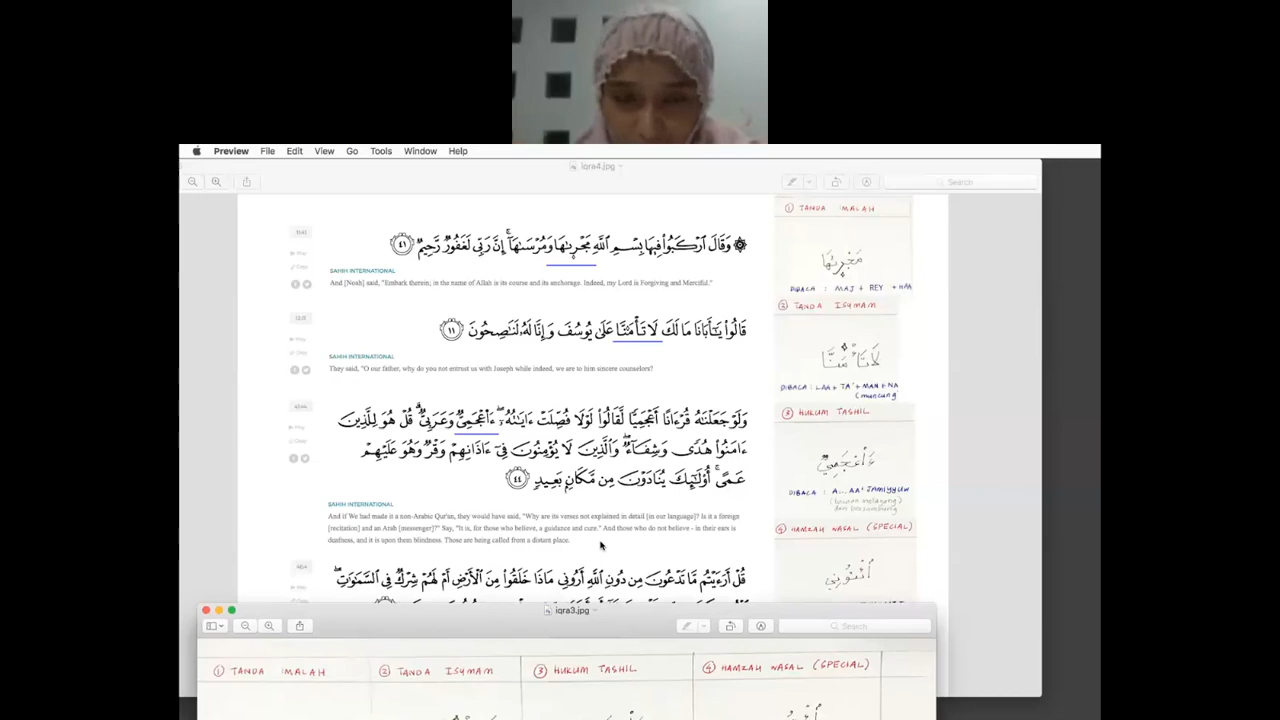 Preview File Edit View Go Tools Window Help
iqra4.jpg
Search
11:41
۞ وَقَالَ ٱرْكَبُوا۟ فِيهَا بِسْمِ ٱللَّهِ مَجْر۪ىٰهَا وَمُرْسَىٰهَآ ۚ إِنَّ رَبِّى لَغَفُورٌ رَّحِيمٌ ٤١
SAHIH INTERNATIONAL
And [Noah] said, "Embark therein; in the name of Allah is its course and its anchorage. Indeed, my Lord is Forgiving and Merciful."
قَالُوا۟ يَـٰٓأَبَانَا مَا لَكَ لَا تَأْمَ۫نَّا عَلَىٰ يُوسُفَ وَإِنَّا لَهُۥ لَنَـٰصِحُونَ ١١
SAHIH INTERNATIONAL
They said, "O our father, why do you not entrust us with Joseph while indeed, we are to him sincere counselors?
وَلَوْ جَعَلْنَـٰهُ قُرْءَانًا أَعْجَمِيًّا لَّقَالُوا۟ لَوْلَا فُصِّلَتْ ءَايَـٰتُهُۥٓ ۖ ءَا۬عْجَمِىٌّ وَعَرَبِىٌّ ۗ قُلْ هُوَ لِلَّذِينَ
ءَامَنُوا۟ هُدًى وَشِفَآءٌ ۖ وَٱلَّذِينَ لَا يُؤْمِنُونَ فِىٓ ءَاذَانِهِمْ وَقْرٌ وَهُوَ عَلَيْهِمْ
عَمًى ۚ أُو۟لَـٰٓئِكَ يُنَادَوْنَ مِن مَّكَانٍۭ بَعِيدٍ ٤٤
SAHIH INTERNATIONAL
And if We had made it a non-Arabic Qur'an, they would have said, "Why are its verses not explained in detail [in our language]? Is it a foreign
[recitation] and an Arab [messenger]?" Say, "It is, for those who believe, a guidance and cure." And those who do not believe - in their ears is
deafness, and it is upon them blindness. Those are being called from a distant place.
قُلْ أَرَءَيْتُم مَّا تَدْعُونَ مِن دُونِ ٱللَّهِ أَرُونِى مَاذَا خَلَقُوا۟ مِنَ ٱلْأَرْضِ أَمْ لَهُمْ شِرْكٌ فِى ٱلسَّمَـٰوَٰتِ ۖ
① TANDA IMALAH
مَجْرِىٰهَا
DIBACA : MAJ + REY + HAA
② TANDA ISYMAM
لَا تَأْمَنَّا
DIBACA : LAA + TA' + MAN + NA
(mancung)
③ HUKUM TASHIL
ءَاَعْجَمِيٌّ
DIBACA : A... AA' JAMIYYUW
④ HAMZAH WASAL (SPECIAL)
ٱئْتُونِي
iqra3.jpg
Search
① TANDA IMALAH
② TANDA ISYMAM
③ HUKUM TASHIL
④ HAMZAH WASAL (SPECIAL)